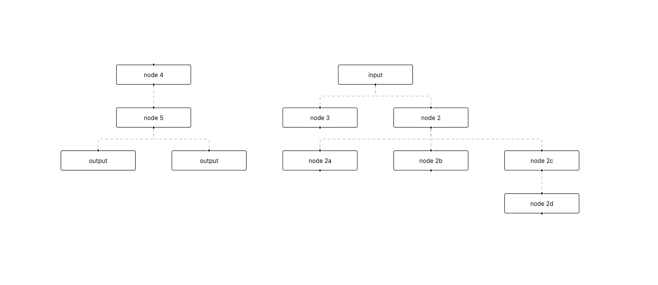 node 4
input
node 5
node 3
node 2
output
output
node 2a
node 2b
node 2c
node 2d